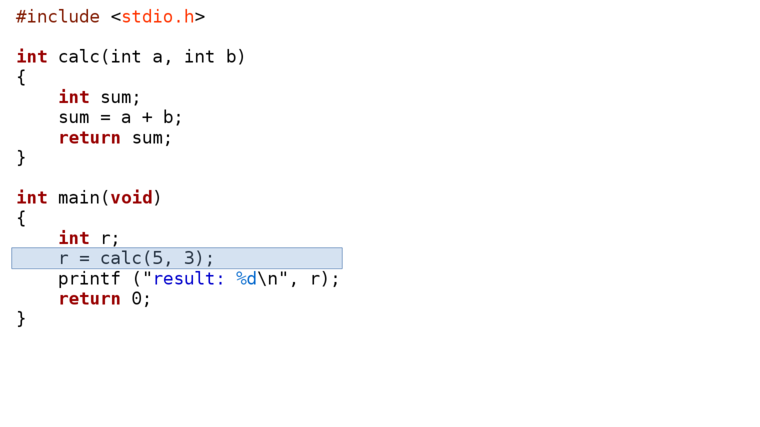 #include <stdio.h>

int calc(int a, int b)
{
    int sum;
    sum = a + b;
    return sum;
}

int main(void)
{
    int r;
    r = calc(5, 3);
    printf ("result: %d\n", r);
    return 0;
}